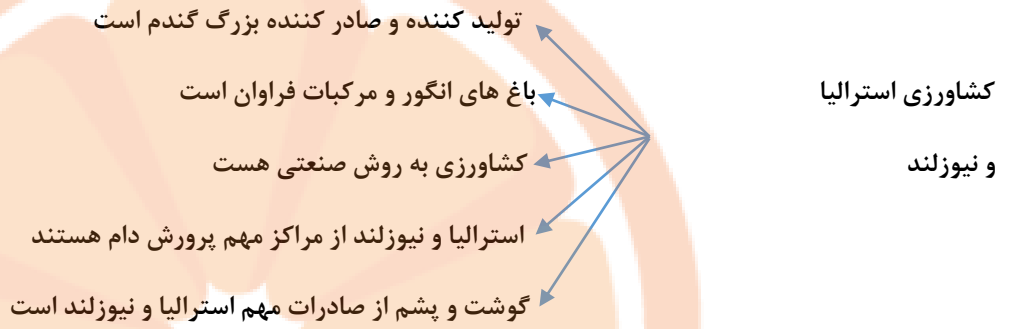 تولید کننده و صادر کننده بزرگ گندم است
کشاورزی استرالیا
باغ های انگور و مرکبات فراوان است
و نیوزلند
کشاورزی به روش صنعتی هست
استرالیا و نیوزلند از مراکز مهم پرورش دام هستند
گوشت و پشم از صادرات مهم استرالیا و نیوزلند است